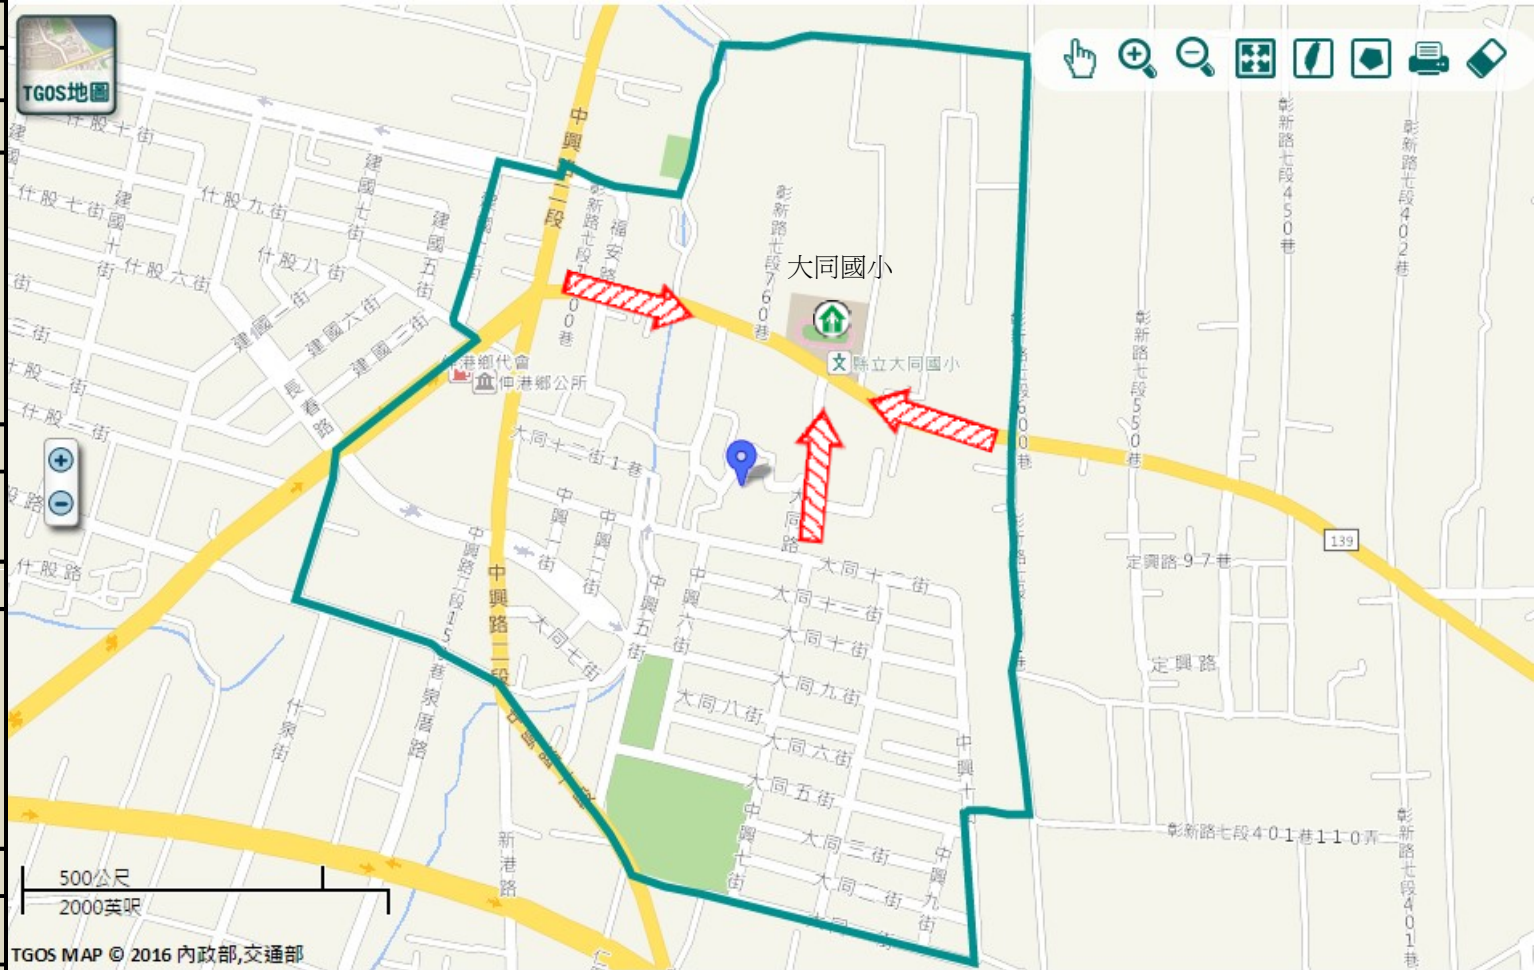 TGOS地圖
什股十街
建國七街
建國十街
什股七街
什股九街
建國五街
什股八街
什股六街
建國二街
建國六街
建國三街
長春路
中興路二段
福安路
彰新路七段760巷
大同國小
縣立大同國小
伸港鄉代會
伸港鄉公所
彰新路七段450巷
彰新路七段402巷
彰新路七段550巷
139
大同十二街1巷
中興一街
中興二街
大同路
大同十二街
大同十一街
大同十街
大同九街
大同八街
大同六街
大同五街
大同三街
大同二街
大同七街
中興五街
中興六街
中興七街
中興九街
中興路二段
什股路
什泉街
泉厝路
新港路
定興路97巷
定興路
彰新路七段401巷110弄
彰新路七段401巷
500公尺
2000英呎
TGOS MAP © 2016 內政部,交通部